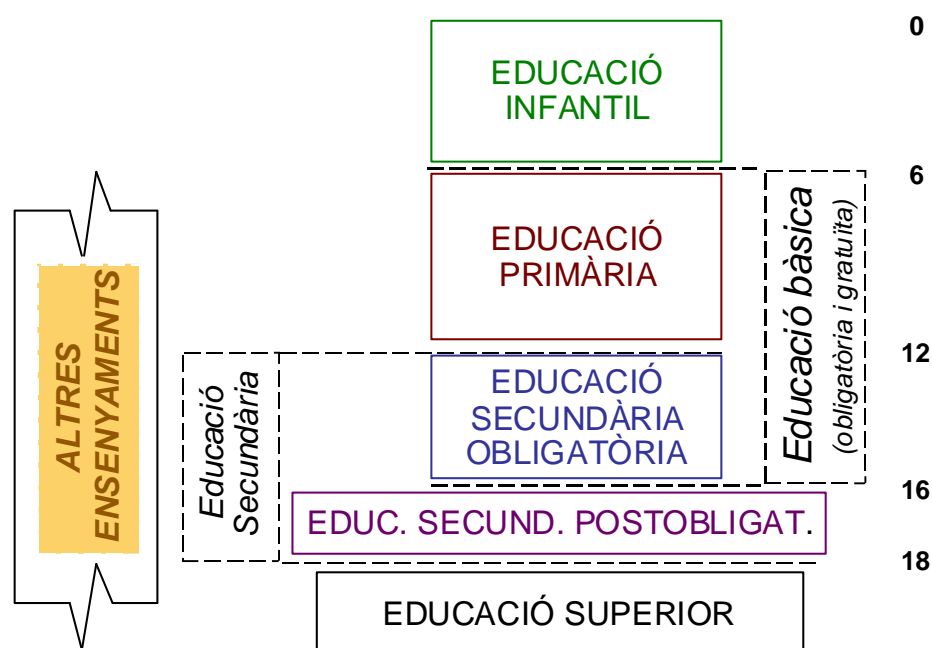 0
EDUCACIÓ
INFANTIL
6
EDUCACIÓ
PRIMÀRIA
Educació bàsica
(obligatòria i gratuïta)
ALTRES
ENSENYAMENTS
12
Educació
Secundària
EDUCACIÓ
SECUNDÀRIA
OBLIGATÒRIA
16
EDUC. SECUND. POSTOBLIGAT.
18
EDUCACIÓ SUPERIOR